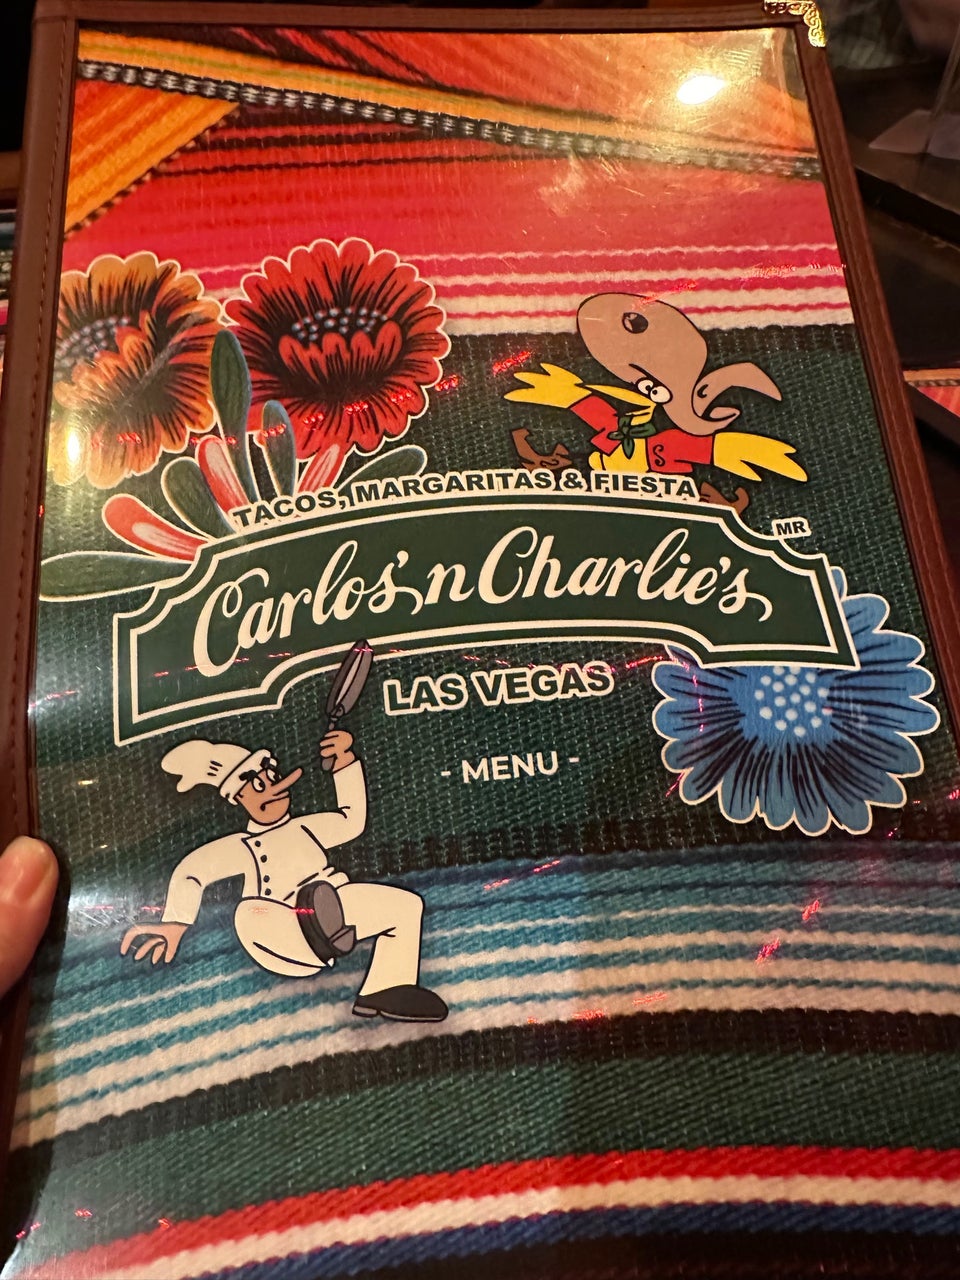 TACOS, MARGARITAS & FIESTA
MR
Carlos' n Charlie's
LAS VEGAS
- MENU -
S